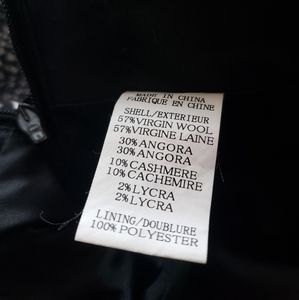 MADE IN CHINA
FABRIQUE EN CHINE
SHELL/EXTERIEUR
57% VIRGIN WOOL
57% VIRGINE LAINE
30% ANGORA
30% ANGORA
10% CASHMERE
10% CACHEMIRE
2% LYCRA
2% LYCRA
LINING/DOUBLURE
100% POLYESTER